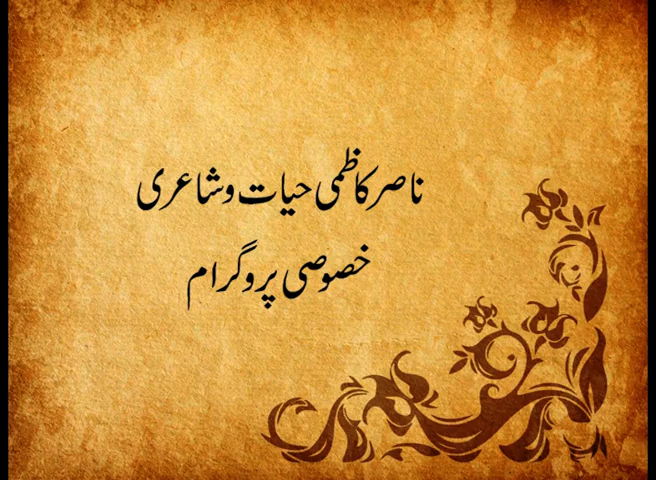 ناصر کاظمی حیات و شاعری
خصوصی پروگرام